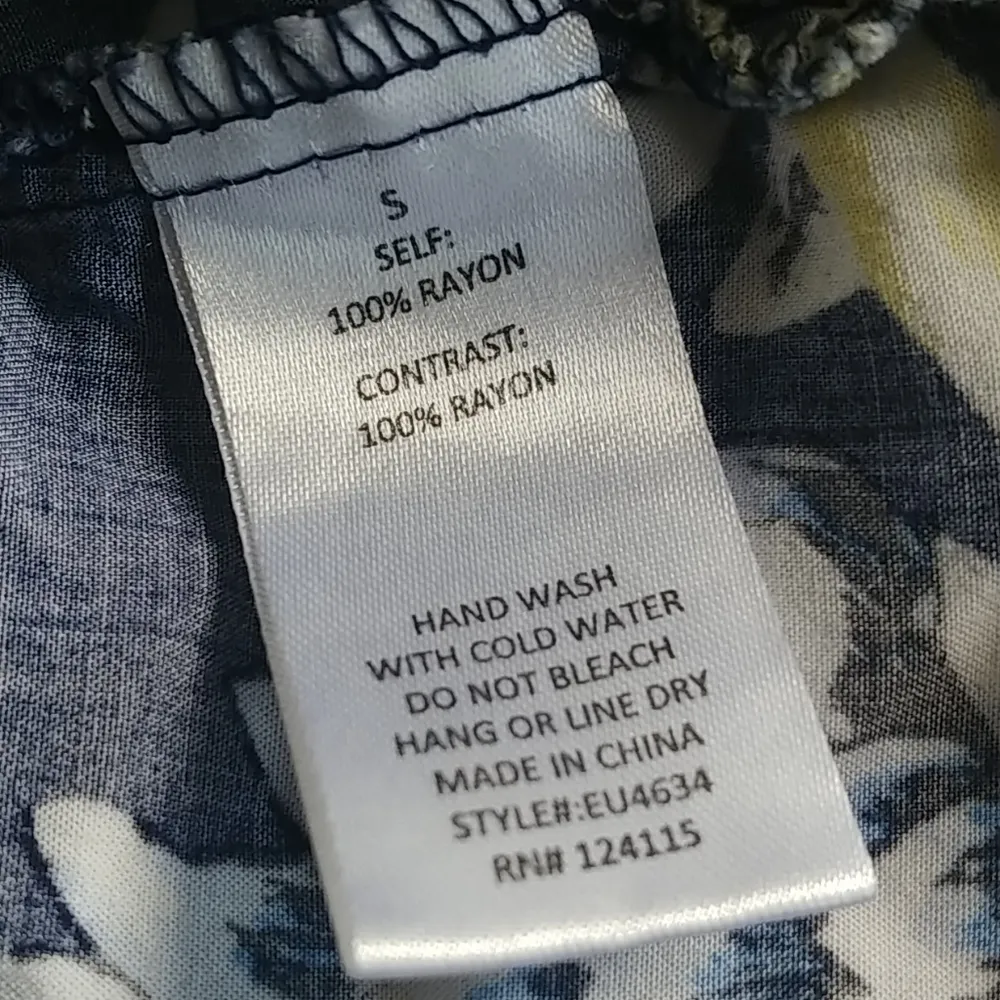 S
SELF:
100% RAYON
CONTRAST:
100% RAYON
HAND WASH
WITH COLD WATER
DO NOT BLEACH
HANG OR LINE DRY
MADE IN CHINA
STYLE#:EU4634
RN# 124115